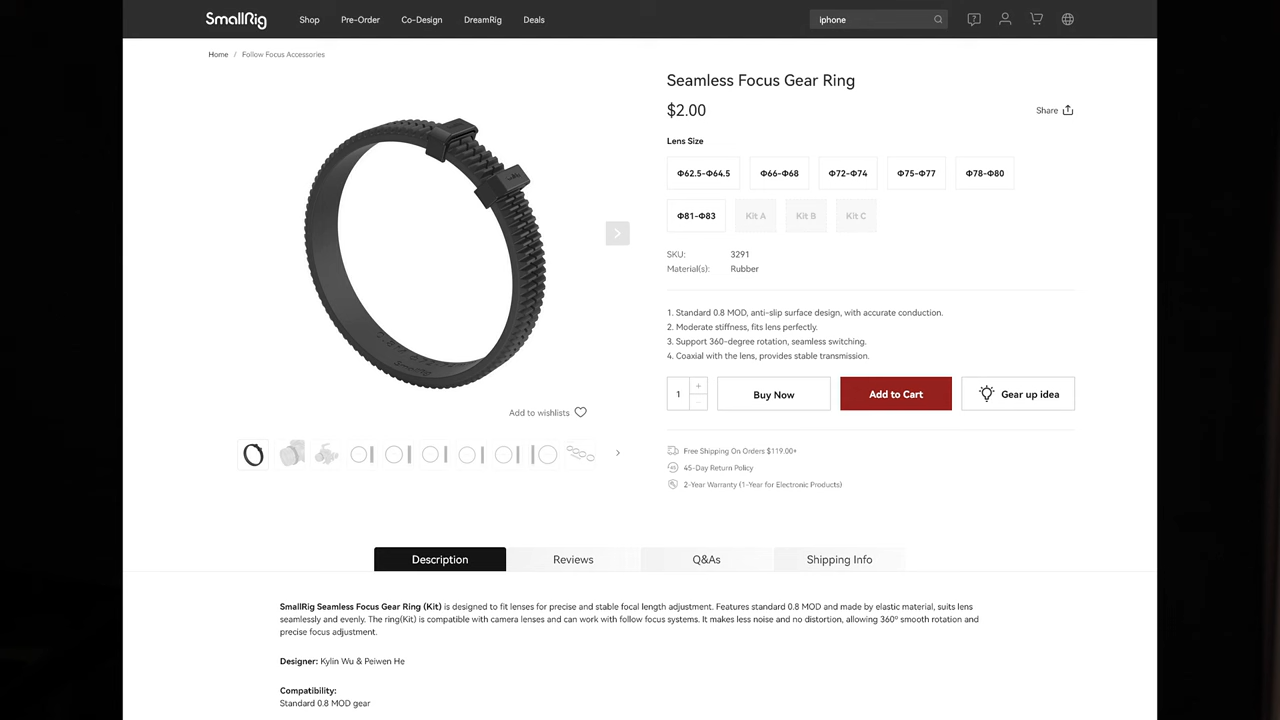 SmallRig
Shop
Pre-Order
Co-Design
DreamRig
Deals
iphone
Home / Follow Focus Accessories
Seamless Focus Gear Ring
$2.00
Share
Lens Size
Φ62.5-Φ64.5
Φ66-Φ68
Φ72-Φ74
Φ75-Φ77
Φ78-Φ80
Φ81-Φ83
Kit A
Kit B
Kit C
SKU: 3291
Material(s): Rubber
1. Standard 0.8 MOD, anti-slip surface design, with accurate conduction.
2. Moderate stiffness, fits lens perfectly.
3. Support 360-degree rotation, seamless switching.
4. Coaxial with the lens, provides stable transmission.
1
Buy Now
Add to Cart
Gear up idea
Add to wishlists
Free Shipping On Orders $119.00+
45-Day Return Policy
2-Year Warranty (1-Year for Electronic Products)
Description
Reviews
Q&As
Shipping Info
SmallRig Seamless Focus Gear Ring (Kit) is designed to fit lenses for precise and stable focal length adjustment. Features standard 0.8 MOD and made by elastic material, suits lens
seamlessly and evenly. The ring(Kit) is compatible with camera lenses and can work with follow focus systems. It makes less noise and no distortion, allowing 360º smooth rotation and
precise focus adjustment.
Designer: Kylin Wu & Peiwen He
Compatibility:
Standard 0.8 MOD gear